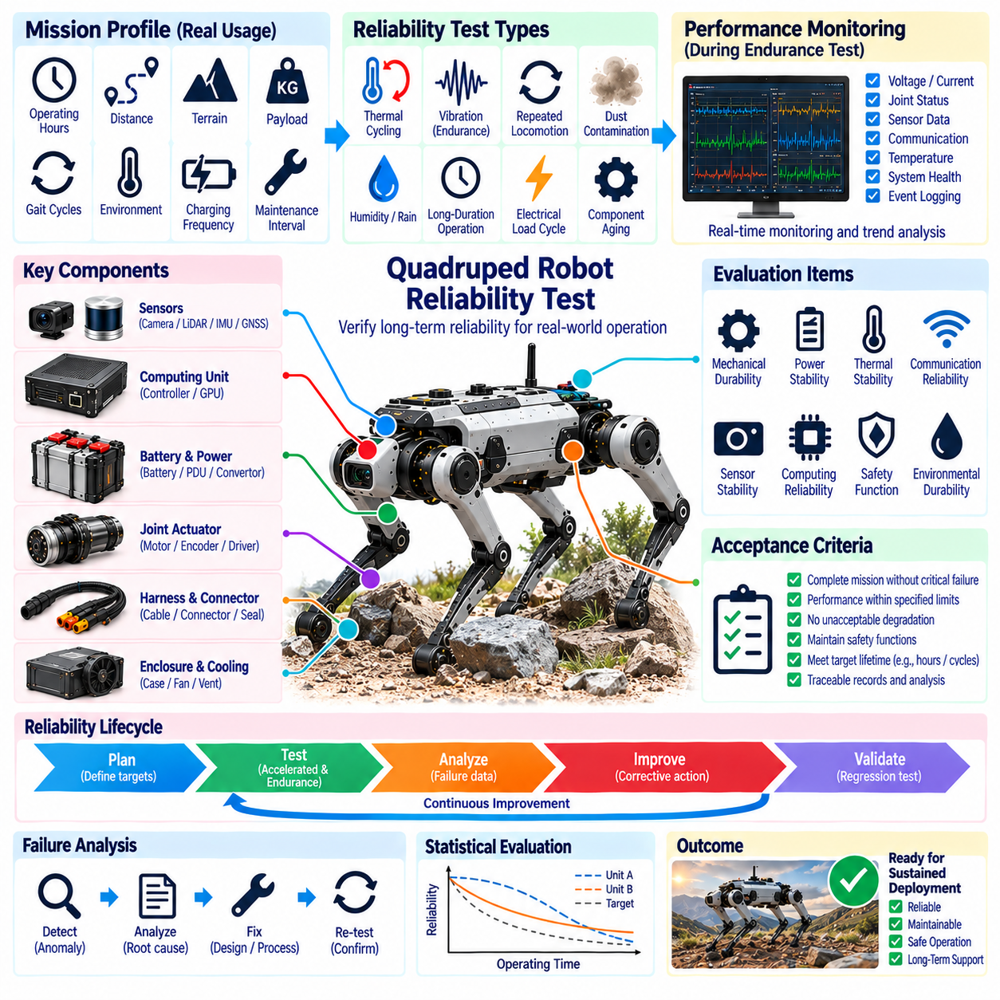 Mission Profile (Real Usage)
Operating
Hours
Distance
Terrain
KG
Payload
Gait Cycles
Environment
Charging
Frequency
Maintenance
Interval
Reliability Test Types
Thermal
Cycling
Vibration
(Endurance)
Repeated
Locomotion
Dust
Contamination
Humidity / Rain
Long-Duration
Operation
Electrical
Load Cycle
Component
Aging
Performance Monitoring
(During Endurance Test)
Voltage / Current
Joint Status
Sensor Data
Communication
Temperature
System Health
Event Logging
Real-time monitoring and trend analysis
Key Components
Sensors
(Camera / LiDAR / IMU / GNSS)
Computing Unit
(Controller / GPU)
Battery & Power
(Battery / PDU / Convertor)
Joint Actuator
(Motor / Encoder / Driver)
Harness & Connector
(Cable / Connector / Seal)
Enclosure & Cooling
(Case / Fan / Vent)
Quadruped Robot
Reliability Test
Verify long-term reliability for real-world operation
Evaluation Items
Mechanical
Durability
Power
Stability
Thermal
Stability
Communication
Reliability
Sensor
Stability
Computing
Reliability
Safety
Function
Environmental
Durability
Acceptance Criteria
Complete mission without critical failure
Performance within specified limits
No unacceptable degradation
Maintain safety functions
Meet target lifetime (e.g., hours / cycles)
Traceable records and analysis
Reliability Lifecycle
Plan
(Define targets)
Test
(Accelerated &
Endurance)
Analyze
(Failure data)
Improve
(Corrective action)
Validate
(Regression test)
Continuous Improvement
Failure Analysis
Detect
(Anomaly)
Analyze
(Root cause)
Fix
(Design / Process)
Re-test
(Confirm)
Statistical Evaluation
Reliability
Unit A
Unit B
Target
Operating Time
Outcome
Ready for
Sustained
Deployment
Reliable
Maintainable
Safe Operation
Long-Term Support